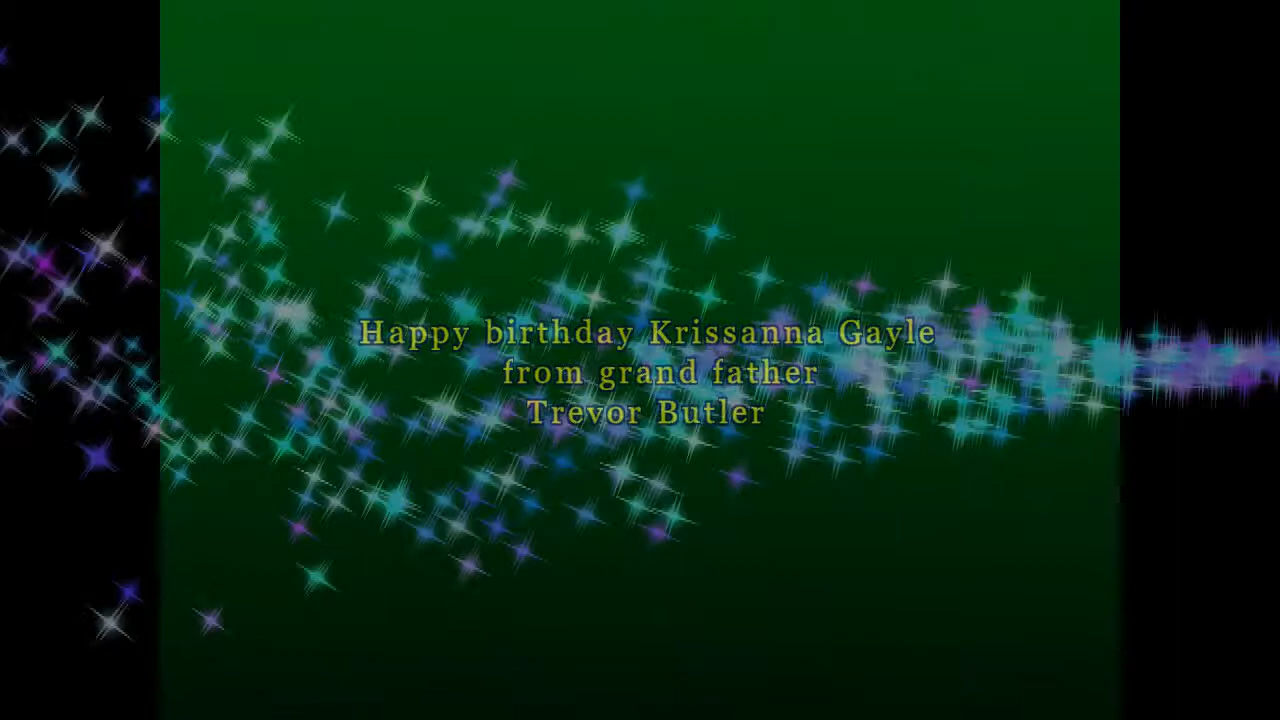 Happy birthday Krissanna Gayle
from grand father
Trevor Butler